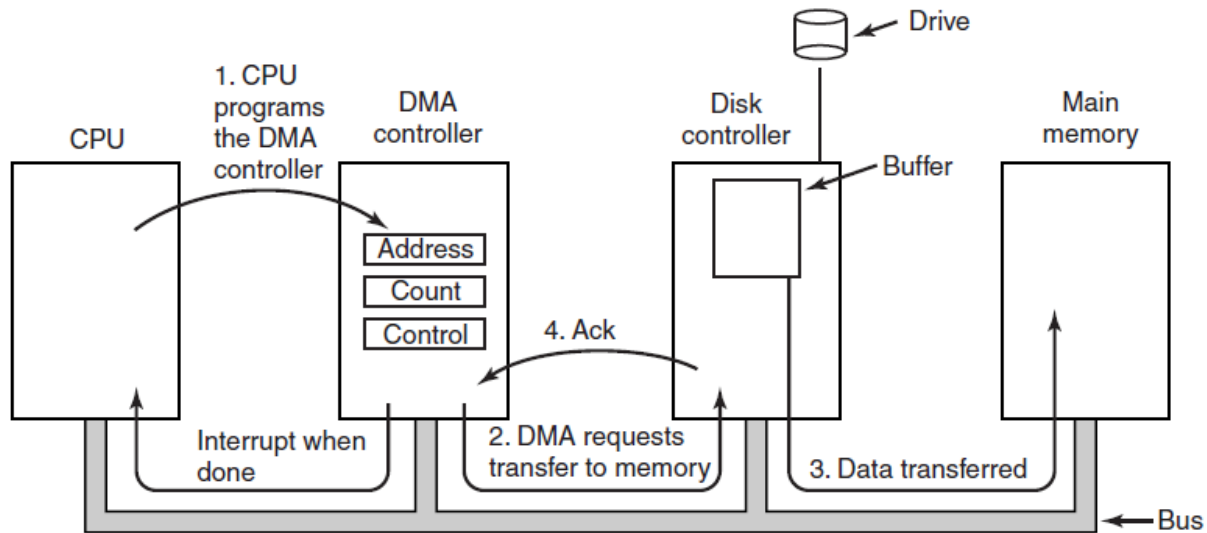 Drive
1. CPU
programs
the DMA
controller
CPU
DMA
controller
Disk
controller
Main
memory
Buffer
Address
Count
Control
4. Ack
Interrupt when
done
2. DMA requests
transfer to memory
3. Data transferred
Bus